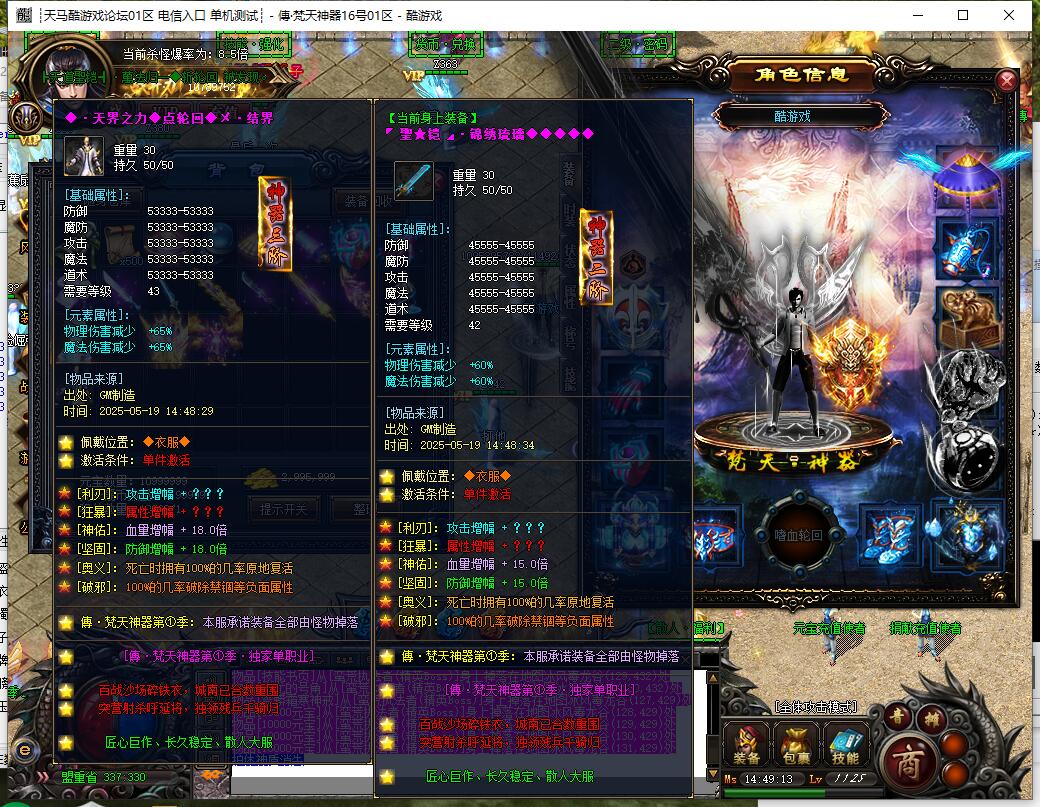 天马酷游戏论坛01区 电信入口 单机测试 - 傳·梵天神器16号01区 - 酷游戏
货币·兑换
二级·密码
当前杀怪爆率为: 8.5倍
角色信息
酷游戏
VIP
◆·天界之力◆点轮回◆乄·结界
重量 30
持久 50/50
[基础属性]:
防御 53333-53333
魔防 53333-53333
攻击 53333-53333
魔法 53333-53333
道术 53333-53333
需要等级 43
神器三阶
[元素属性]:
物理伤害减少 +65%
魔法伤害减少 +65%
[物品来源]
出处: GM制造
时间: 2025-05-19 14:48:29
佩戴位置: ◆衣服◆
激活条件: 单件激活
[利刃]: 攻击增幅 + ? ? ?
[狂暴]: 属性增幅 + ? ? ?
[神佑]: 血量增幅 + 18.0倍
[坚固]: 防御增幅 + 18.0倍
[奥义]: 死亡时拥有100%的几率原地复活
[破邪]: 100%的几率破除禁锢等负面属性
傳·梵天神器第①季: 本服承诺装备全部由怪物掉落
[傳·梵天神器第①季·独家单职业]
百战沙场碎铁衣，城南已合数重围
突营射杀呼延将，独领残兵千骑归
匠心巨作、长久稳定、散人大服
【当前身上装备】
『聖★铠』·锦绣琉璃◆◆◆◆◆
重量 30
持久 50/50
[基础属性]:
防御 45555-45555
魔防 45555-45555
攻击 45555-45555
魔法 45555-45555
道术 45555-45555
需要等级 42
神器二阶
[元素属性]:
物理伤害减少 +60%
魔法伤害减少 +60%
[物品来源]
出处: GM制造
时间: 2025-05-19 14:48:34
佩戴位置: ◆衣服◆
激活条件: 单件激活
[利刃]: 攻击增幅 + ? ? ?
[狂暴]: 属性增幅 + ? ? ?
[神佑]: 血量增幅 + 15.0倍
[坚固]: 防御增幅 + 15.0倍
[奥义]: 死亡时拥有100%的几率原地复活
[破邪]: 100%的几率破除禁锢等负面属性
傳·梵天神器第①季: 本服承诺装备全部由怪物掉落
[傳·梵天神器第①季·独家单职业]
百战沙场碎铁衣，城南已合数重围
突营射杀呼延将，独领残兵千骑归
匠心巨作、长久稳定、散人大服
梵天神器
嗜血轮回
元宝充值使者
捐献充值使者
[全体攻击模式]
装备
包裹
技能
商
14:49:13 Lv 1125
盟重省 337:330